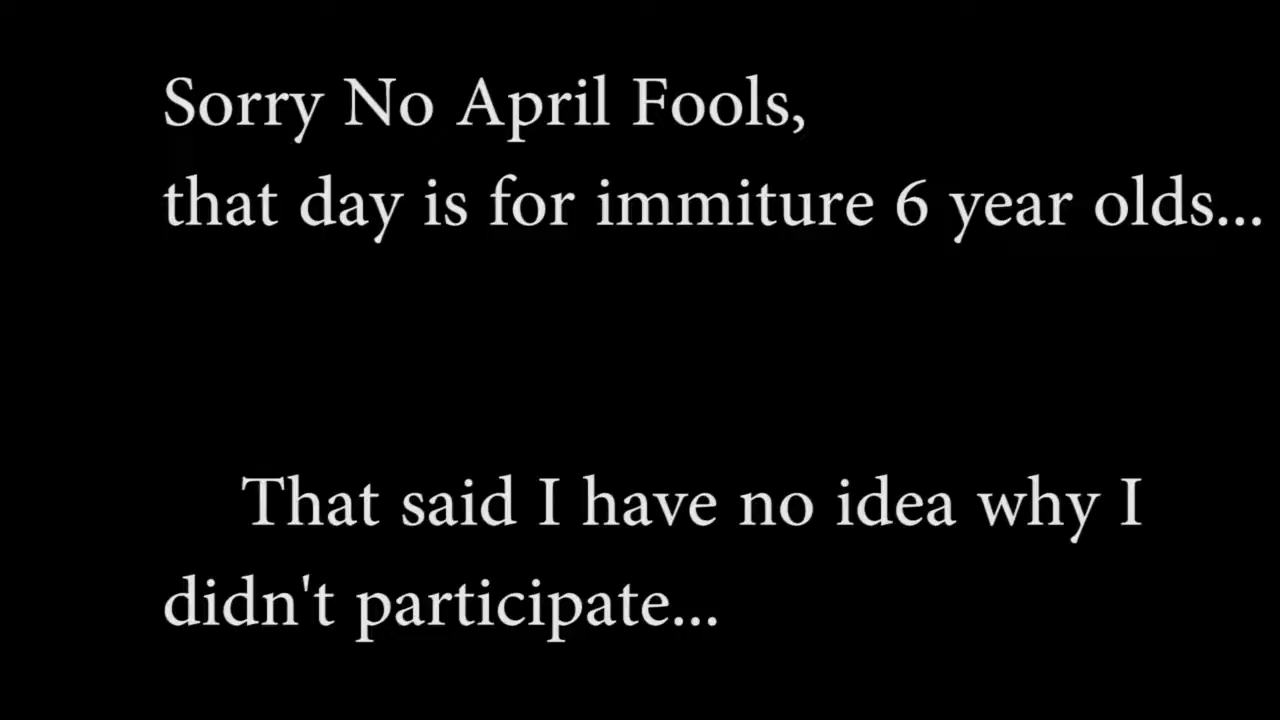 Sorry No April Fools,
that day is for immiture 6 year olds...
That said I have no idea why I
didn't participate...